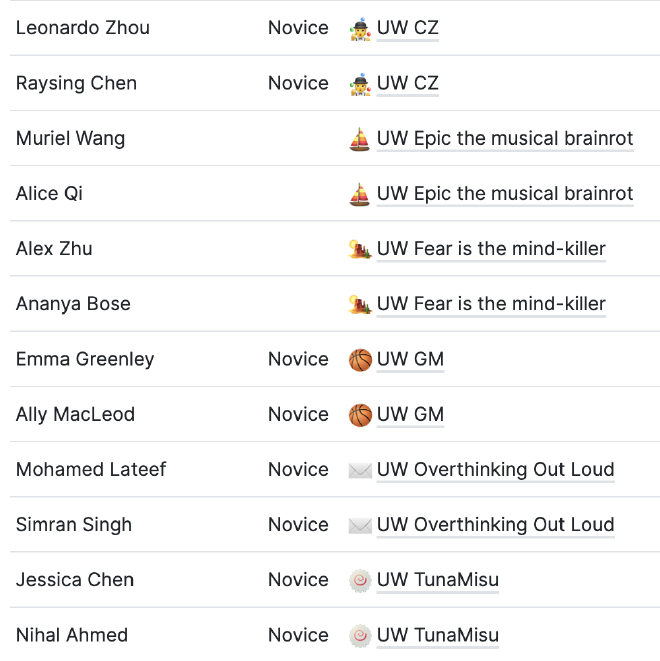 Leonardo Zhou Novice UW CZ
Raysing Chen Novice UW CZ
Muriel Wang UW Epic the musical brainrot
Alice Qi UW Epic the musical brainrot
Alex Zhu UW Fear is the mind-killer
Ananya Bose UW Fear is the mind-killer
Emma Greenley Novice UW GM
Ally MacLeod Novice UW GM
Mohamed Lateef Novice UW Overthinking Out Loud
Simran Singh Novice UW Overthinking Out Loud
Jessica Chen Novice UW TunaMisu
Nihal Ahmed Novice UW TunaMisu